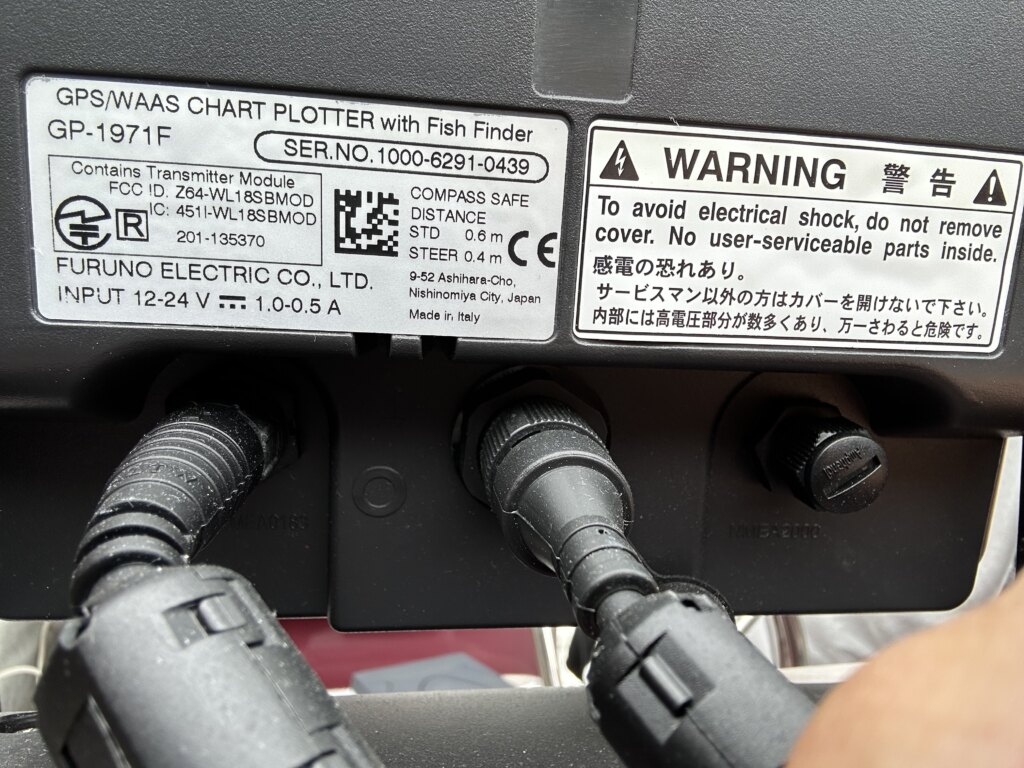 GPS/WAAS CHART PLOTTER with Fish Finder
GP-1971F
SER.NO.1000-6291-0439
Contains Transmitter Module
FCC ID. Z64-WL18SBMOD
IC: 451I-WL18SBMOD
R
201-135370
COMPASS SAFE
DISTANCE
STD 0.6 m
STEER 0.4 m
CE
FURUNO ELECTRIC CO., LTD.
INPUT 12-24 V ⎓ 1.0-0.5 A
9-52 Ashihara-Cho,
Nishinomiya City, Japan
Made in Italy
WARNING 警告
To avoid electrical shock, do not remove
cover. No user-serviceable parts inside.
感電の恐れあり。
サービスマン以外の方はカバーを開けないで下さい。
内部には高電圧部分が数多くあり、万一さわると危険です。
NMEA0183
NMEA2000